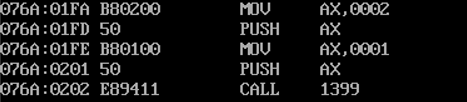 076A:01FA B80200 MOV AX,0002
076A:01FD 50 PUSH AX
076A:01FE B80100 MOV AX,0001
076A:0201 50 PUSH AX
076A:0202 E89411 CALL 1399